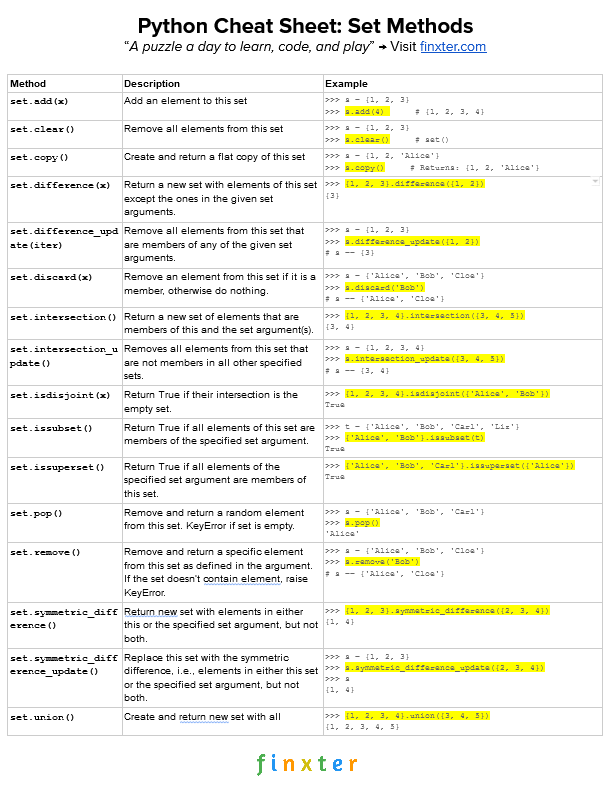 Python Cheat Sheet: Set Methods
“A puzzle a day to learn, code, and play” → Visit finxter.com
Method Description Example
set.add(x) Add an element to this set >>> s = {1, 2, 3}
>>> s.add(4) # {1, 2, 3, 4}
set.clear() Remove all elements from this set >>> s = {1, 2, 3}
>>> s.clear() # set()
set.copy() Create and return a flat copy of this set >>> s = {1, 2, 'Alice'}
>>> s.copy() # Returns: {1, 2, 'Alice'}
set.difference(x) Return a new set with elements of this set >>> {1, 2, 3}.difference({1, 2})
except the ones in the given set {3}
arguments.
set.difference_upd Remove all elements from this set that >>> s = {1, 2, 3}
ate(iter) are members of any of the given set >>> s.difference_update({1, 2})
arguments. # s == {3}
set.discard(x) Remove an element from this set if it is a >>> s = {'Alice', 'Bob', 'Cloe'}
member, otherwise do nothing. >>> s.discard('Bob')
# s == {'Alice', 'Cloe'}
set.intersection() Return a new set of elements that are >>> {1, 2, 3, 4}.intersection({3, 4, 5})
members of this and the set argument(s). {3, 4}
set.intersection_u Removes all elements from this set that >>> s = {1, 2, 3, 4}
pdate() are not members in all other specified >>> s.intersection_update({3, 4, 5})
sets. # s == {3, 4}
set.isdisjoint(x) Return True if their intersection is the >>> {1, 2, 3, 4}.isdisjoint({'Alice', 'Bob'})
empty set. True
set.issubset() Return True if all elements of this set are >>> t = {'Alice', 'Bob', 'Carl', 'Liz'}
members of the specified set argument. >>> {'Alice', 'Bob'}.issubset(t)
True
set.issuperset() Return True if all elements of the >>> {'Alice', 'Bob', 'Carl'}.issuperset({'Alice'})
specified set argument are members of True
this set.
set.pop() Remove and return a random element >>> s = {'Alice', 'Bob', 'Carl'}
from this set. KeyError if set is empty. >>> s.pop()
'Alice'
set.remove() Remove and return a specific element >>> s = {'Alice', 'Bob', 'Cloe'}
from this set as defined in the argument. >>> s.remove('Bob')
If the set doesn't contain element, raise # s == {'Alice', 'Cloe'}
KeyError.
set.symmetric_diff Return new set with elements in either >>> {1, 2, 3}.symmetric_difference({2, 3, 4})
erence() this or the specified set argument, but not {1, 4}
both.
set.symmetric_diff Replace this set with the symmetric >>> s = {1, 2, 3}
erence_update() difference, i.e., elements in either this set >>> s.symmetric_difference_update({2, 3, 4})
or the specified set argument, but not >>> s
both. {1, 4}
set.union() Create and return new set with all >>> {1, 2, 3, 4}.union({3, 4, 5})
{1, 2, 3, 4, 5}
finxter